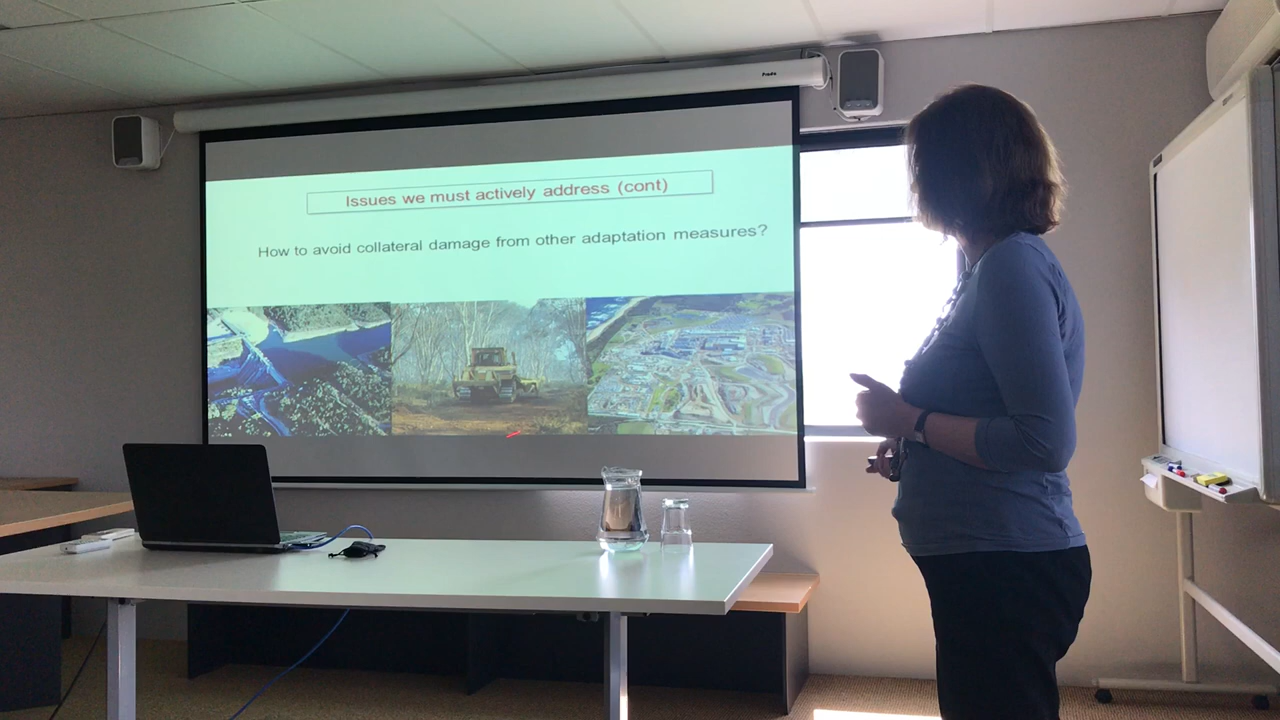 Issues we must actively address (cont)
How to avoid collateral damage from other adaptation measures?